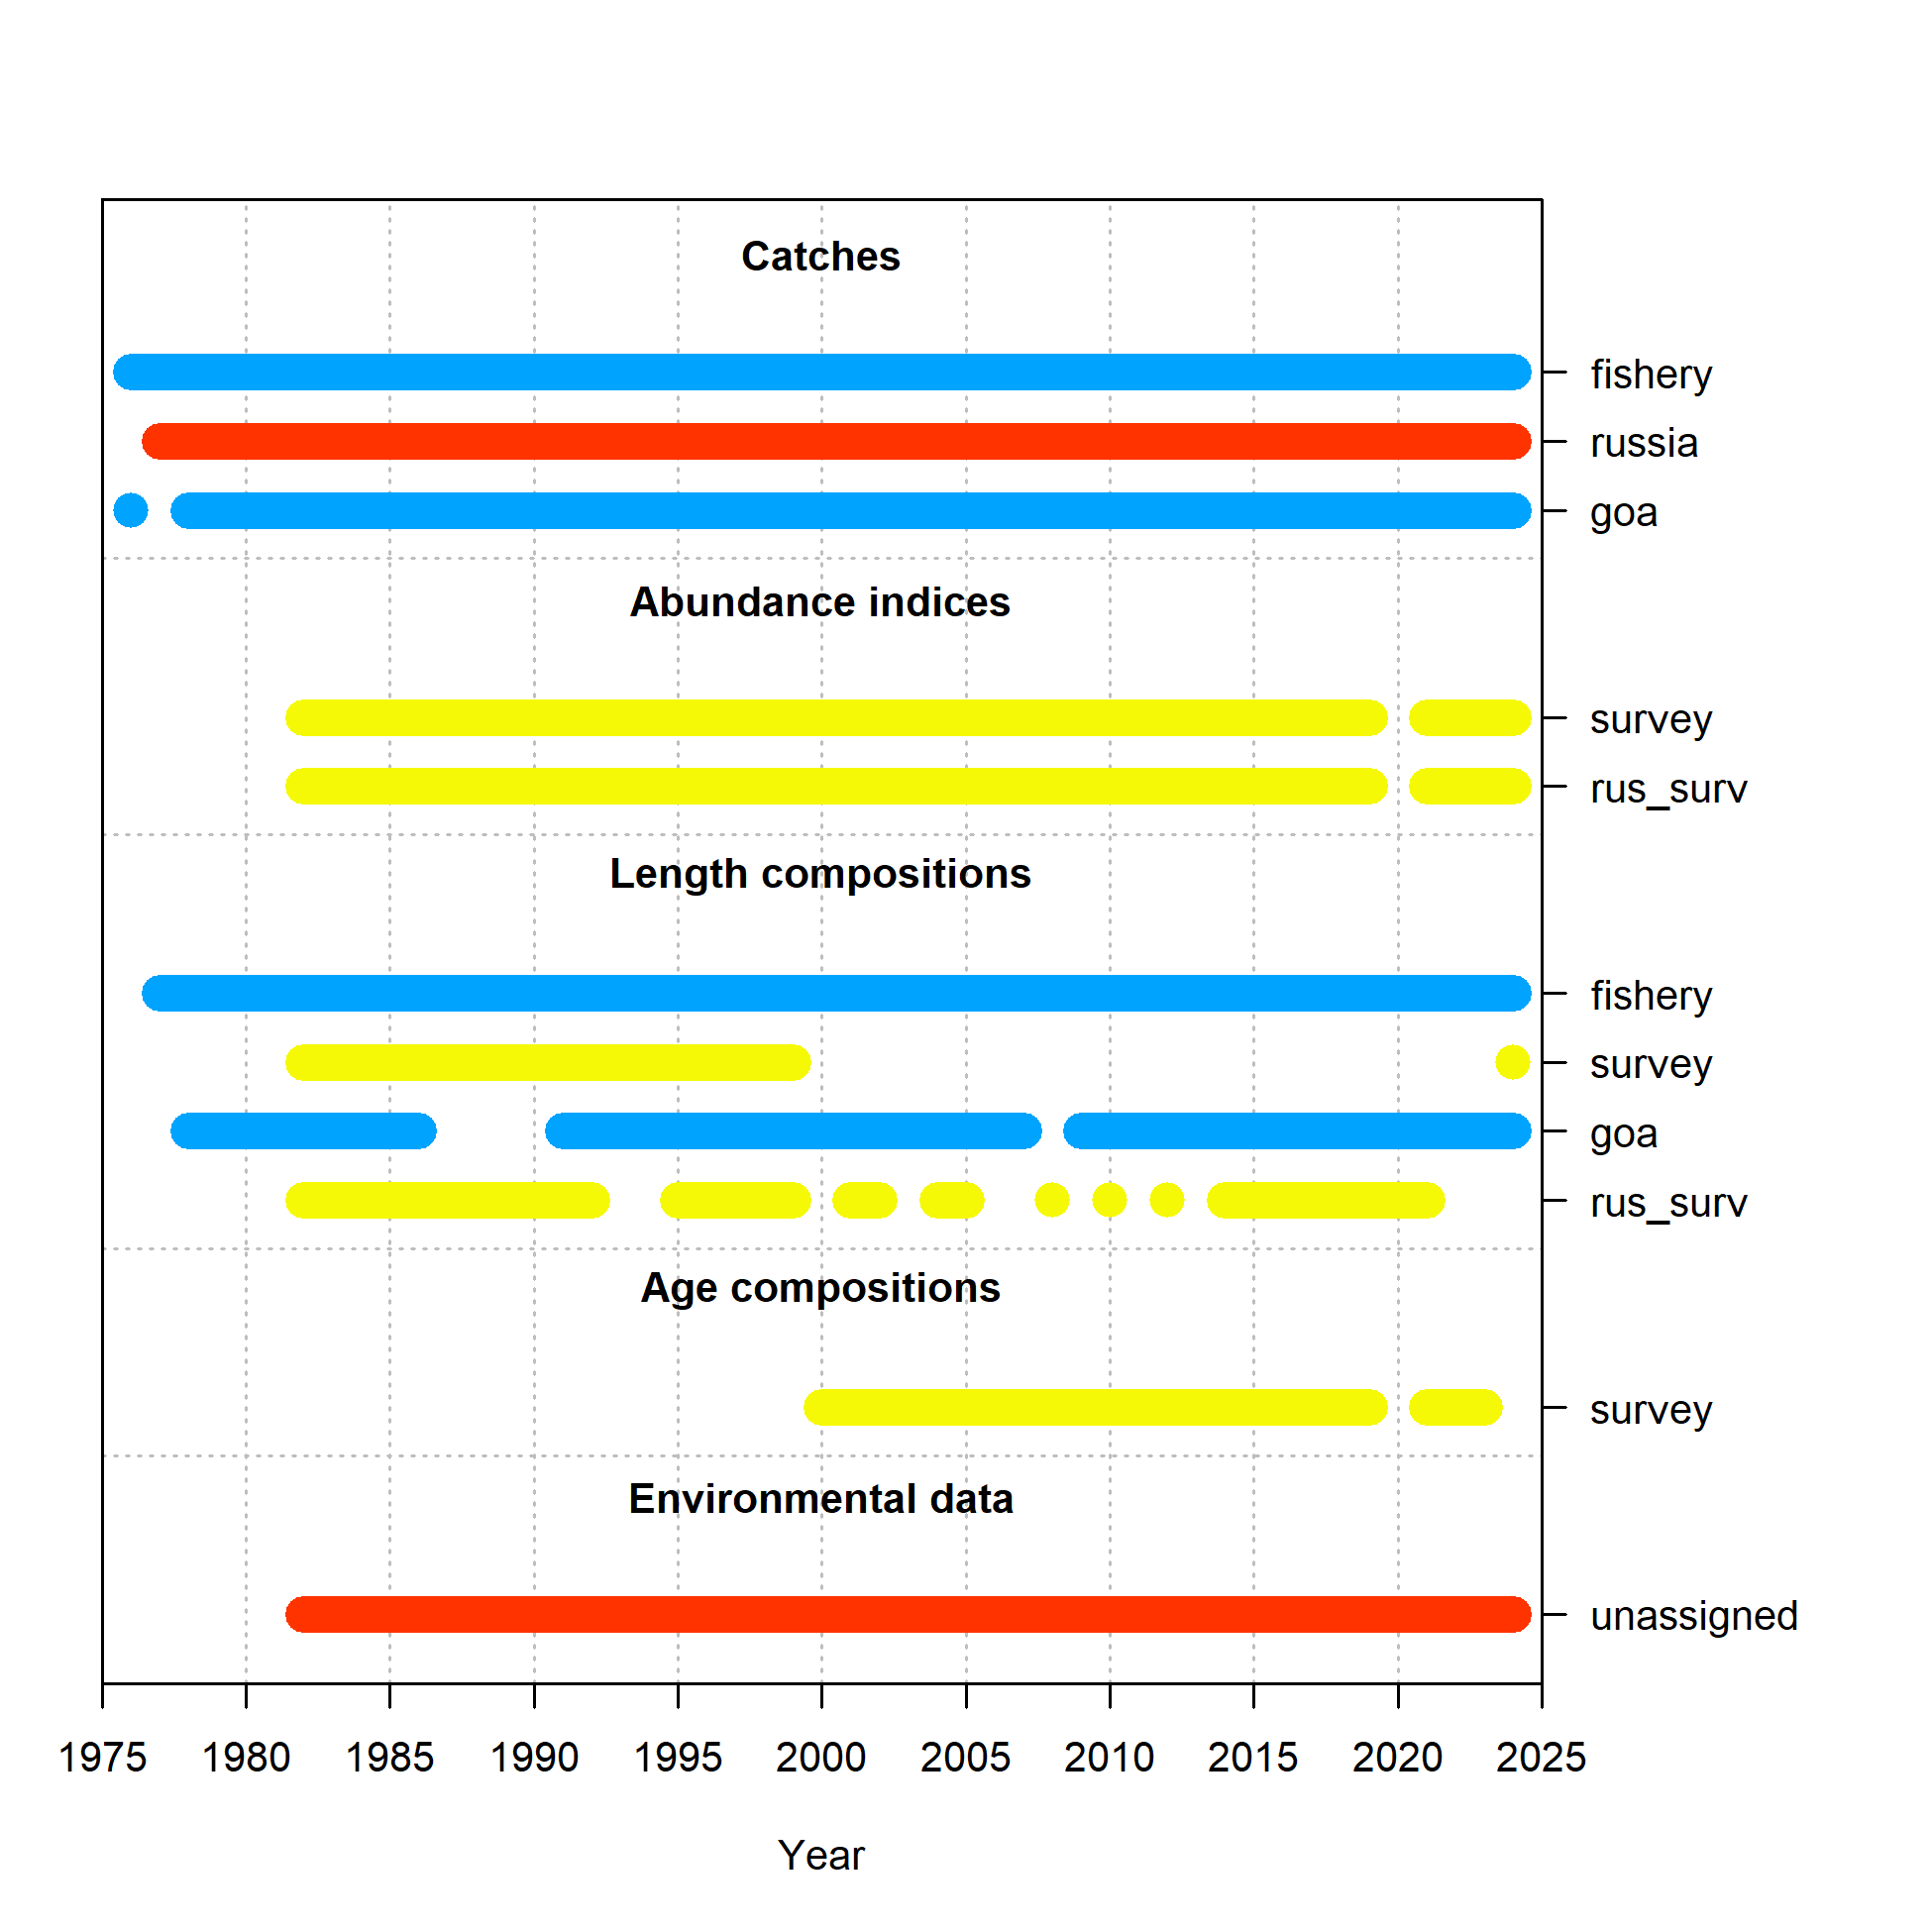 Catches
fishery
russia
goa
Abundance indices
survey
rus_surv
Length compositions
fishery
survey
goa
rus_surv
Age compositions
survey
Environmental data
unassigned
1975 1980 1985 1990 1995 2000 2005 2010 2015 2020 2025
Year